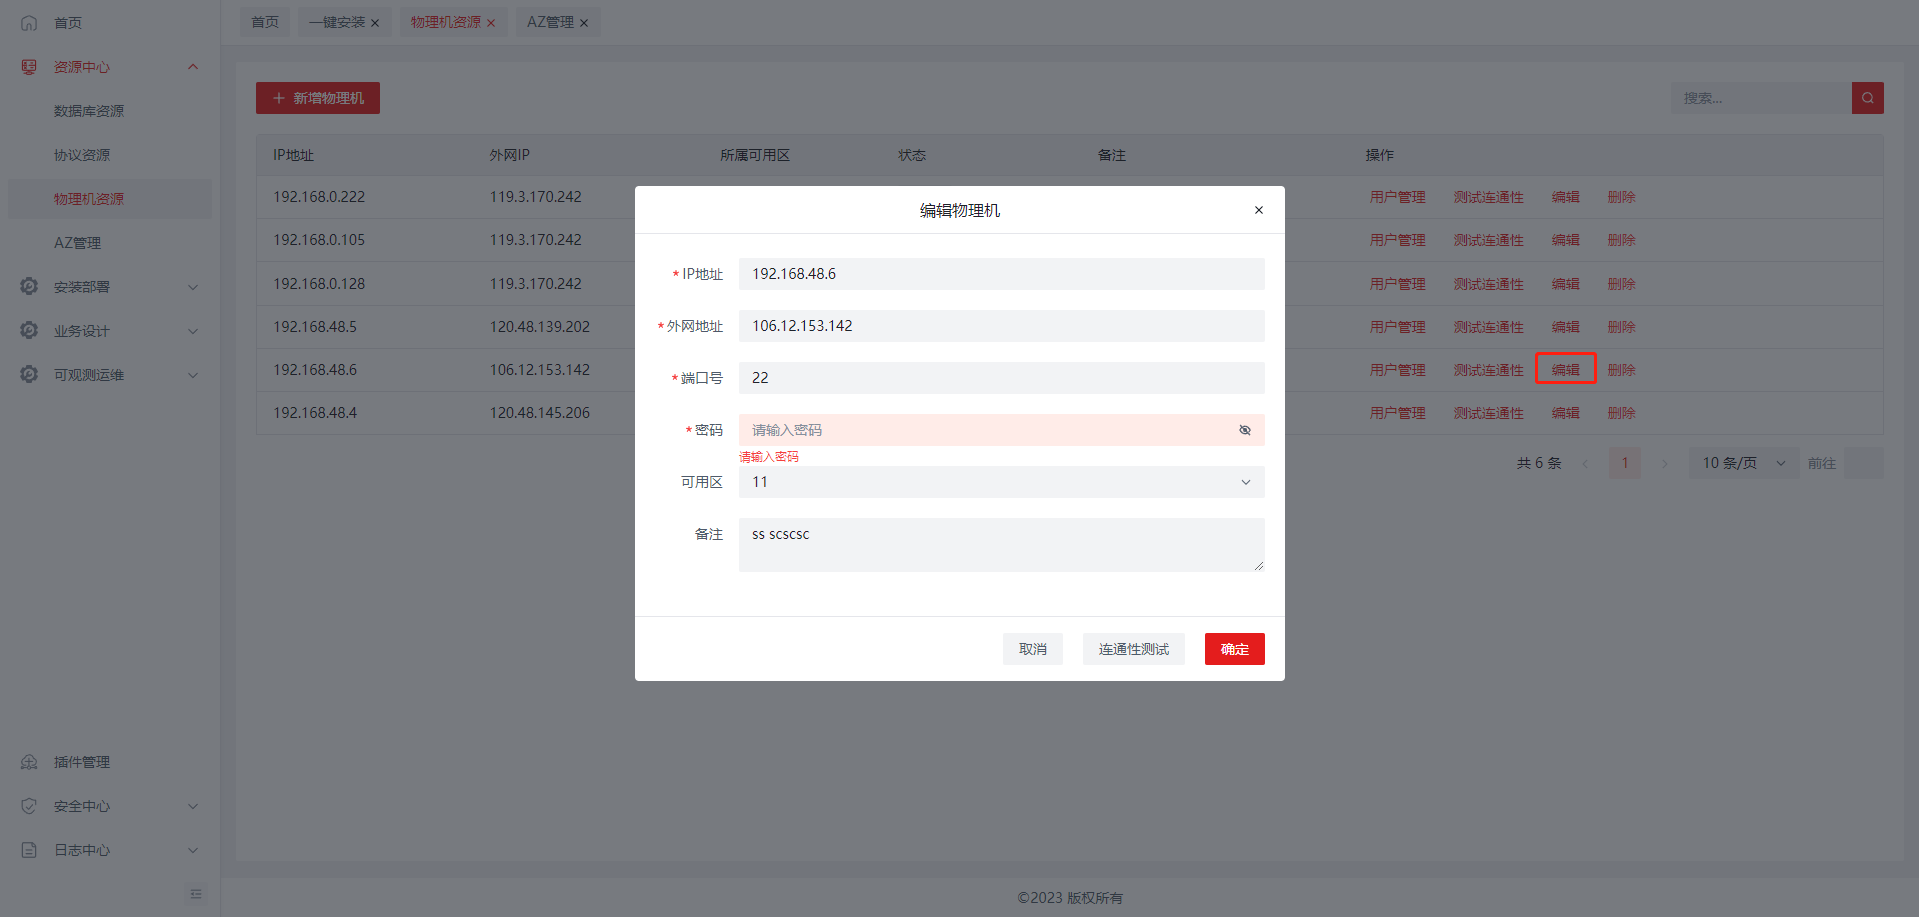 首页
资源中心
数据库资源
协议资源
物理机资源
AZ管理
安装部署
业务设计
可观测运维
插件管理
安全中心
日志中心
首页 一键安装 × 物理机资源 × AZ管理 ×
+ 新增物理机 搜索...
IP地址 外网IP 所属可用区 状态 备注 操作
192.168.0.222 119.3.170.242 用户管理 测试连通性 编辑 删除
192.168.0.105 119.3.170.242 用户管理 测试连通性 编辑 删除
192.168.0.128 119.3.170.242 用户管理 测试连通性 编辑 删除
192.168.48.5 120.48.139.202 用户管理 测试连通性 编辑 删除
192.168.48.6 106.12.153.142 用户管理 测试连通性 编辑 删除
192.168.48.4 120.48.145.206 用户管理 测试连通性 编辑 删除
共 6 条 1 10 条/页 前往
编辑物理机 ×
*IP地址 192.168.48.6
*外网地址 106.12.153.142
*端口号 22
*密码 请输入密码
请输入密码
可用区 11
备注 ss scscsc
取消 连通性测试 确定
©2023 版权所有